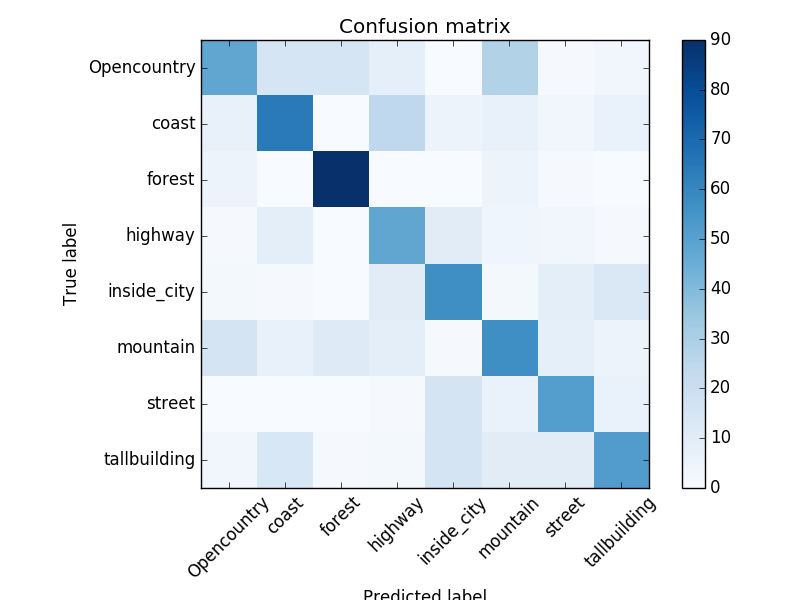 Confusion matrix
True label
Opencountry
coast
forest
highway
inside_city
mountain
street
tallbuilding
Opencountry
coast
forest
highway
inside_city
mountain
street
tallbuilding
Predicted label
90
80
70
60
50
40
30
20
10
0